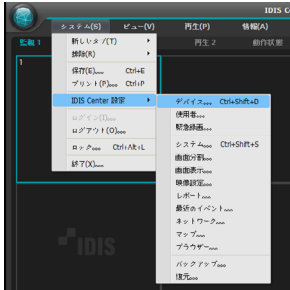 IDIS C
システム(S) ビュー(V) 再生(P) 情報(A)
監視 1 再生 2 動作状態
1
新しいタブ(T)
掃除(R)
保存(E)... Ctrl+E
プリント(P)... Ctrl+P
IDIS Center 設定
ログイン(I)...
ログアウト(O)...
ロック... Ctrl+Alt+L
終了(X)...
デバイス... Ctrl+Shift+D
使用者...
緊急録画...
システム... Ctrl+Shift+S
画面分割...
画面表示...
映像設定...
レポート...
最近のイベント...
ネットワーク...
マップ...
ブラウザー...
バックアップ...
復元...
IDIS